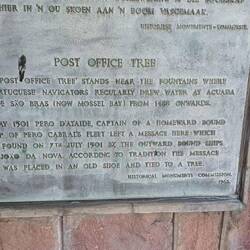 HIER IN 'N OU SKOEN AAN 'N BOOM VASGEMAAK.
HISTORIESE MONUMENTE-KOMMISSIE.
POST OFFICE TREE
POST OFFICE TREE' STANDS NEAR THE FOUNTAINS WHERE
RTUGUESE NAVIGATORS REGULARLY DREW WATER AT AGUADA
DE SÃO BRAS (NOW MOSSEL BAY) FROM 1488 ONWARDS.
AY 1501 PERO D'ATAIDE, CAPTAIN OF A HOMEWARD BOUND
IP OF PERO CABRAL'S FLEET LEFT A MESSAGE HERE WHICH
FOUND ON 7TH JULY 1501 BY THE OUTWARD BOUND SHIPS
JOAO DA NOVA. ACCORDING TO TRADITION THE MESSAGE
WAS PLACED IN AN OLD SHOE AND TIED TO A TREE.
HISTORICAL MONUMENTS COMMISSION.